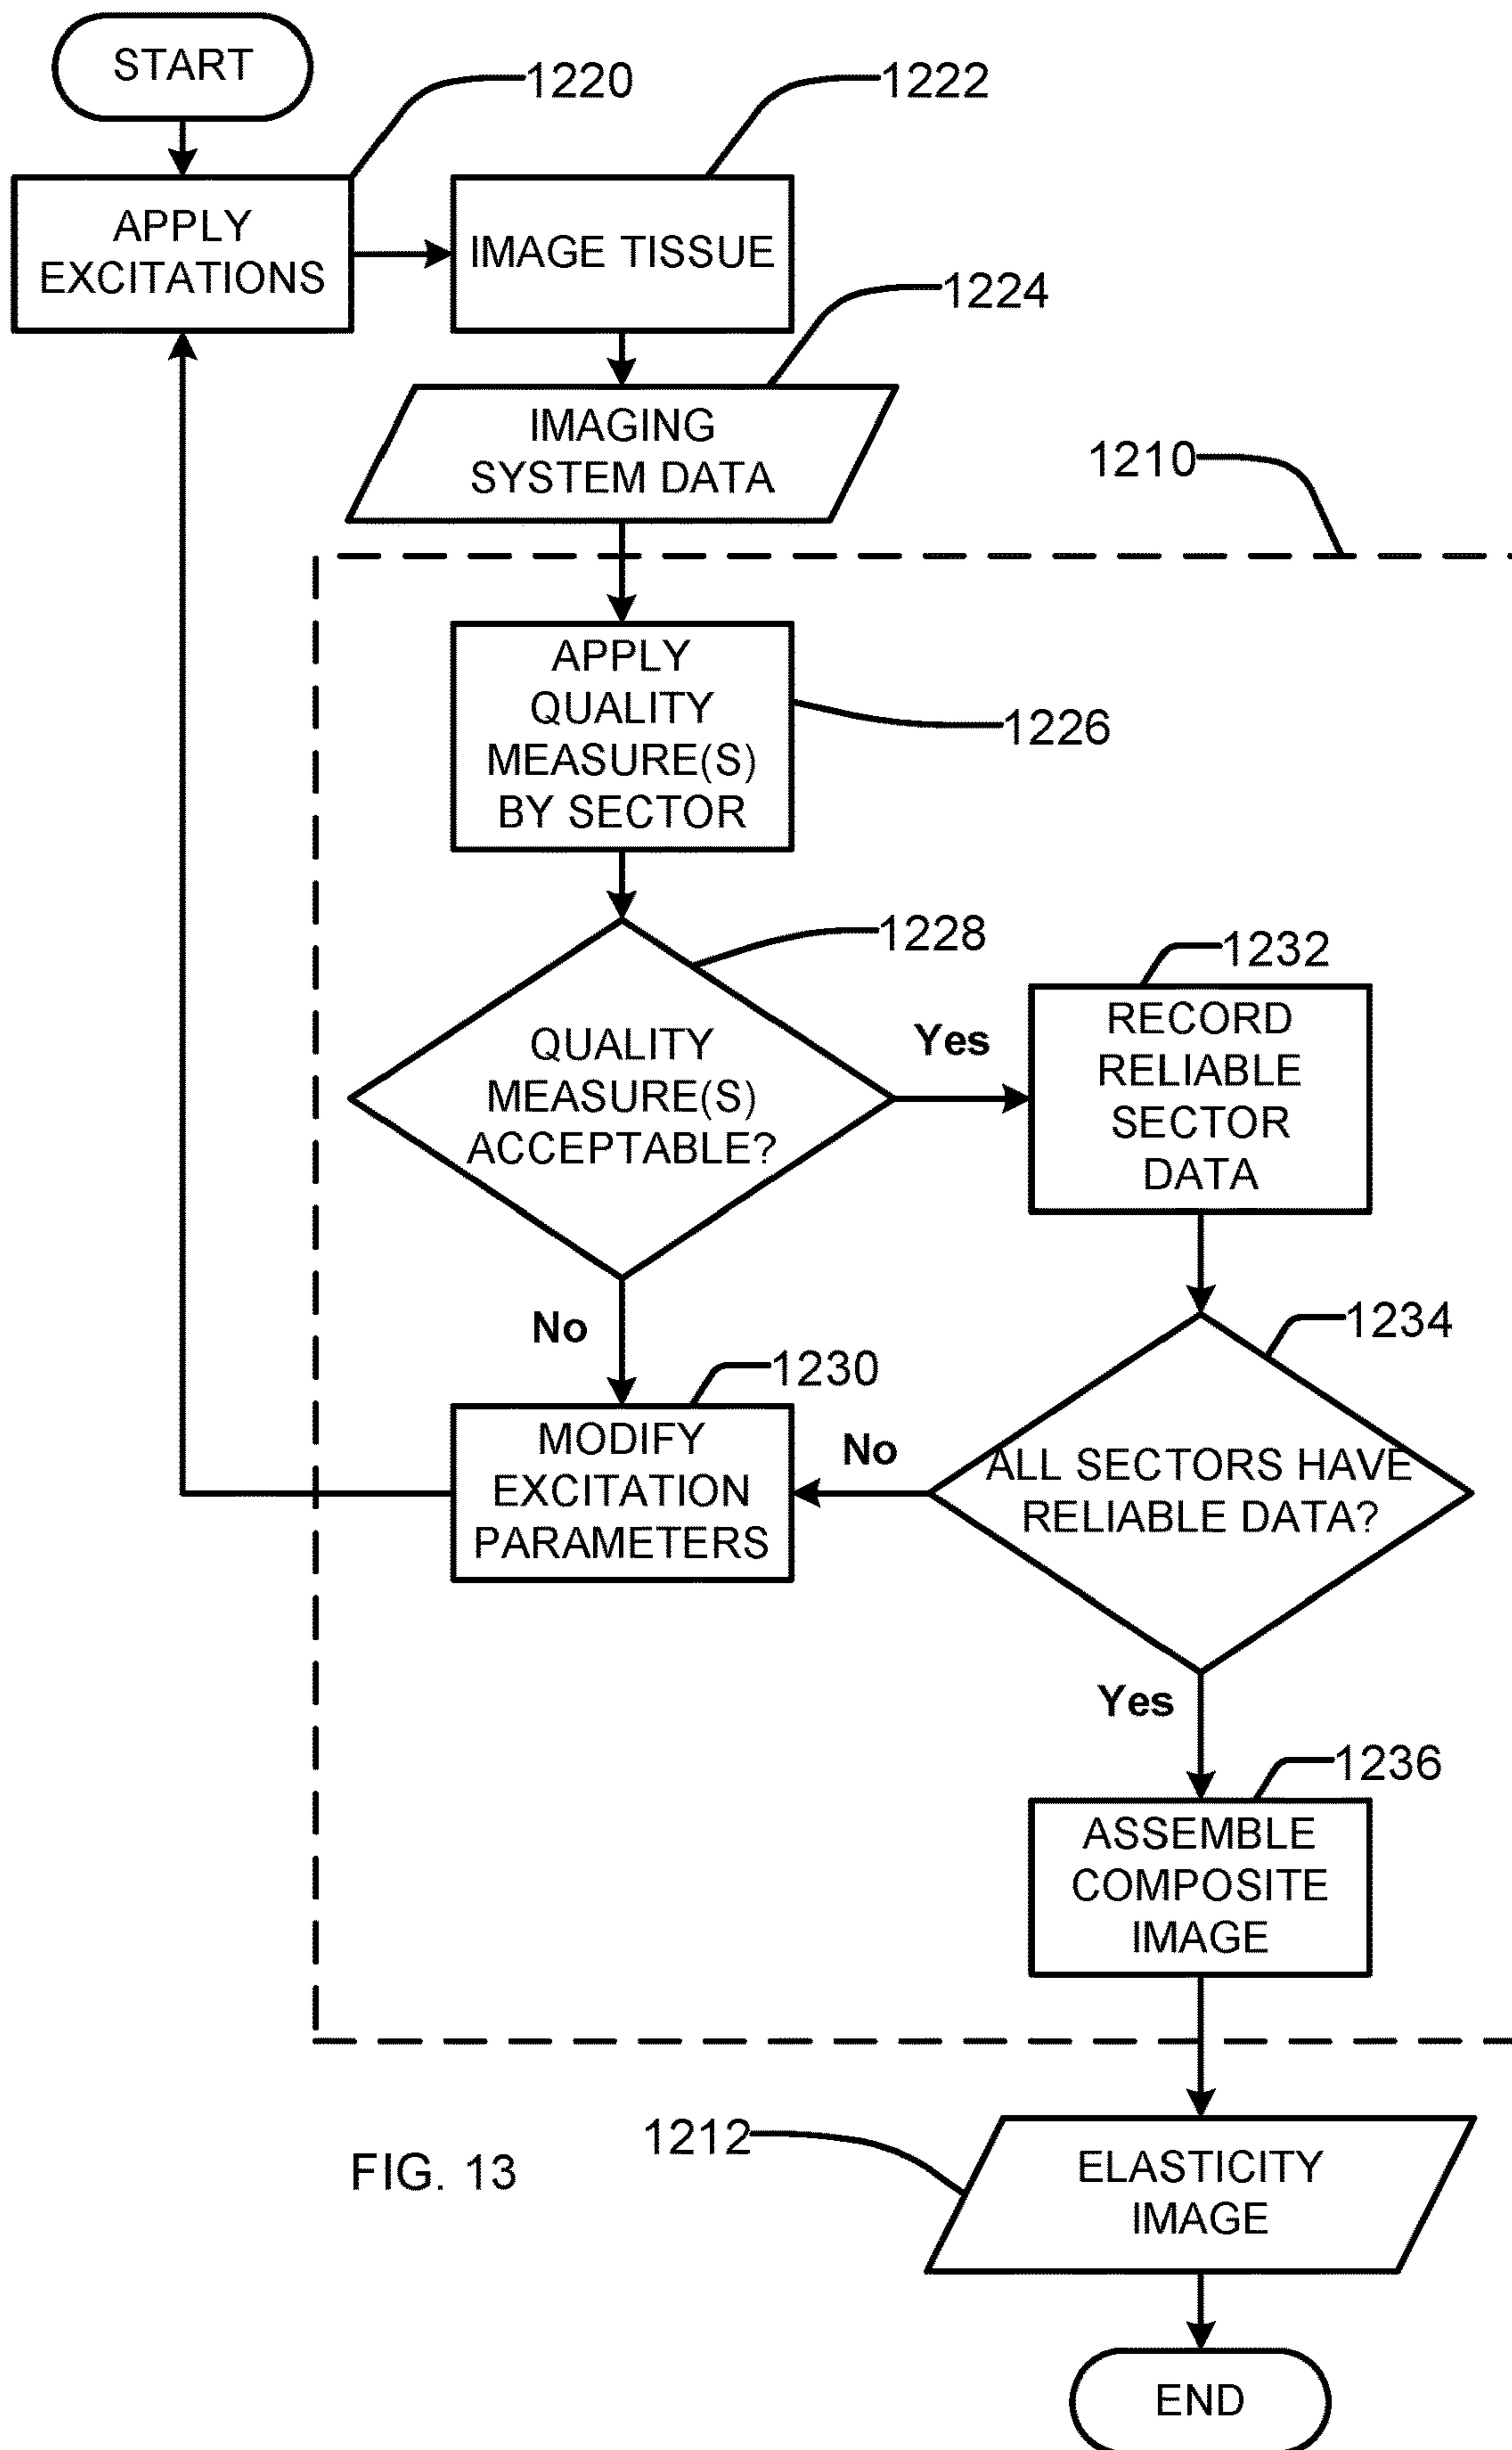 START
1220
1222
APPLY
EXCITATIONS
IMAGE TISSUE
1224
IMAGING
SYSTEM DATA
1210
APPLY
QUALITY
MEASURE(S)
BY SECTOR
1226
1228
QUALITY
MEASURE(S)
ACCEPTABLE?
Yes
1232
RECORD
RELIABLE
SECTOR
DATA
No
1230
MODIFY
EXCITATION
PARAMETERS
No
1234
ALL SECTORS HAVE
RELIABLE DATA?
Yes
1236
ASSEMBLE
COMPOSITE
IMAGE
1212
ELASTICITY
IMAGE
FIG. 13
END